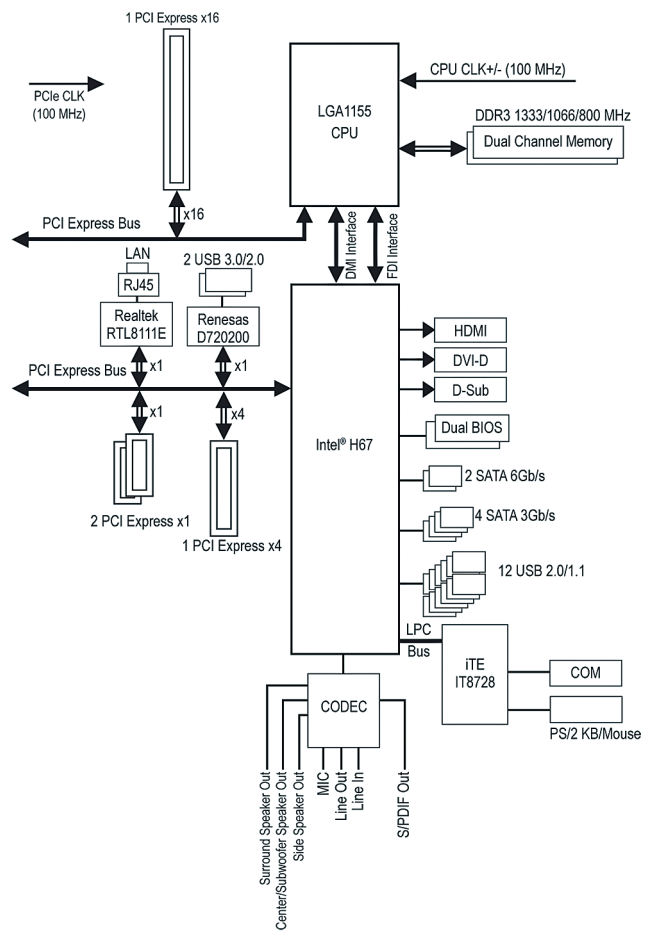 1 PCI Express x16
PCIe CLK
(100 MHz)
LGA1155
CPU
CPU CLK+/- (100 MHz)
DDR3 1333/1066/800 MHz
Dual Channel Memory
x16
PCI Express Bus
DMI Interface
FDI Interface
LAN
RJ45
Realtek
RTL8111E
2 USB 3.0/2.0
Renesas
D720200
x1
x1
PCI Express Bus
x1
x4
2 PCI Express x1
1 PCI Express x4
Intel® H67
HDMI
DVI-D
D-Sub
Dual BIOS
2 SATA 6Gb/s
4 SATA 3Gb/s
12 USB 2.0/1.1
LPC
Bus
iTE
IT8728
COM
PS/2 KB/Mouse
CODEC
Surround Speaker Out
Center/Subwoofer Speaker Out
Side Speaker Out
MIC
Line Out
Line In
S/PDIF Out